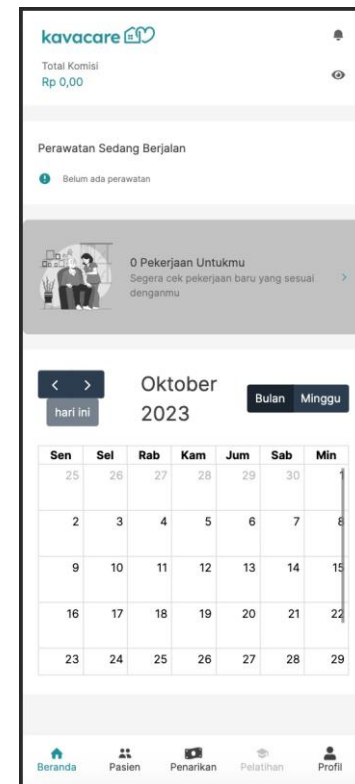 kavacare
Total Komisi
Rp 0,00
Perawatan Sedang Berjalan
Belum ada perawatan
0 Pekerjaan Untukmu
Segera cek pekerjaan baru yang sesuai
denganmu
hari ini
Oktober
2023
Bulan Minggu
Sen Sel Rab Kam Jum Sab Min
25 26 27 28 29 30 1
2 3 4 5 6 7 8
9 10 11 12 13 14 15
16 17 18 19 20 21 22
23 24 25 26 27 28 29
Beranda Pasien Penarikan Pelatihan Profil